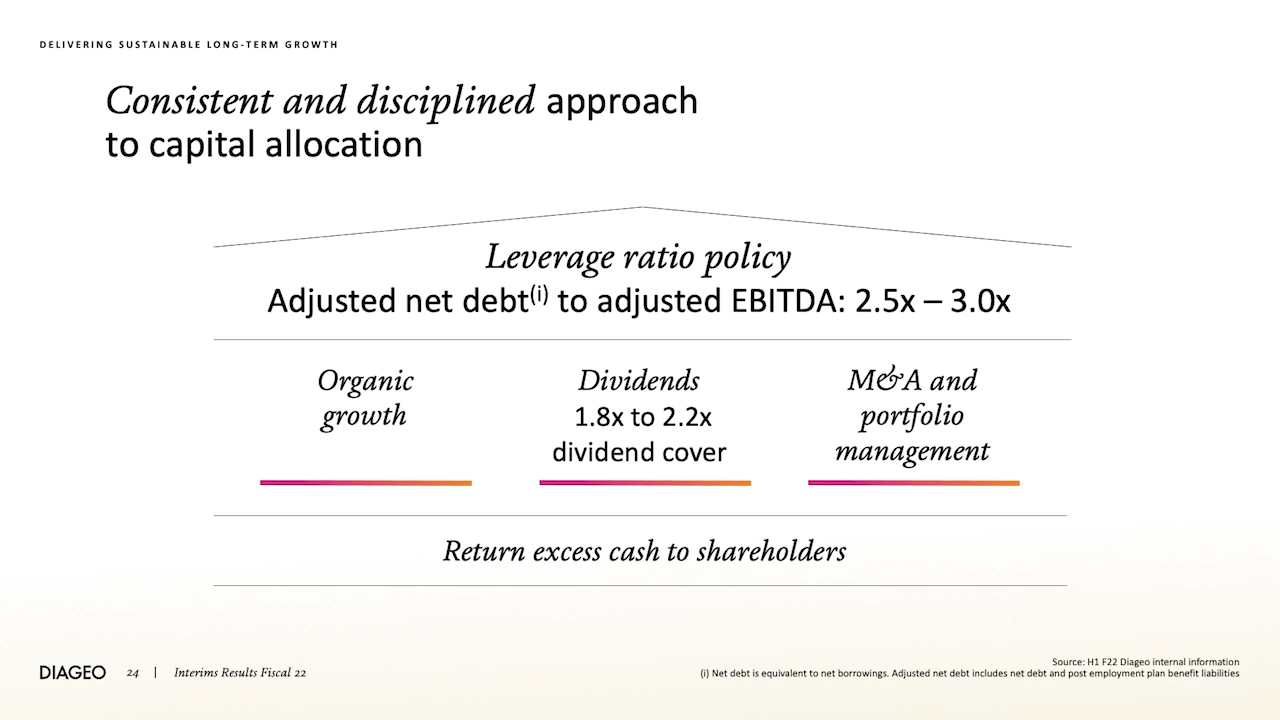 DELIVERING SUSTAINABLE LONG-TERM GROWTH
Consistent and disciplined approach
to capital allocation
Leverage ratio policy
Adjusted net debt(i) to adjusted EBITDA: 2.5x – 3.0x
Organic
growth
Dividends
1.8x to 2.2x
dividend cover
M&A and
portfolio
management
Return excess cash to shareholders
DIAGEO 24 | Interims Results Fiscal 22
Source: H1 F22 Diageo internal information
(i) Net debt is equivalent to net borrowings. Adjusted net debt includes net debt and post employment plan benefit liabilities